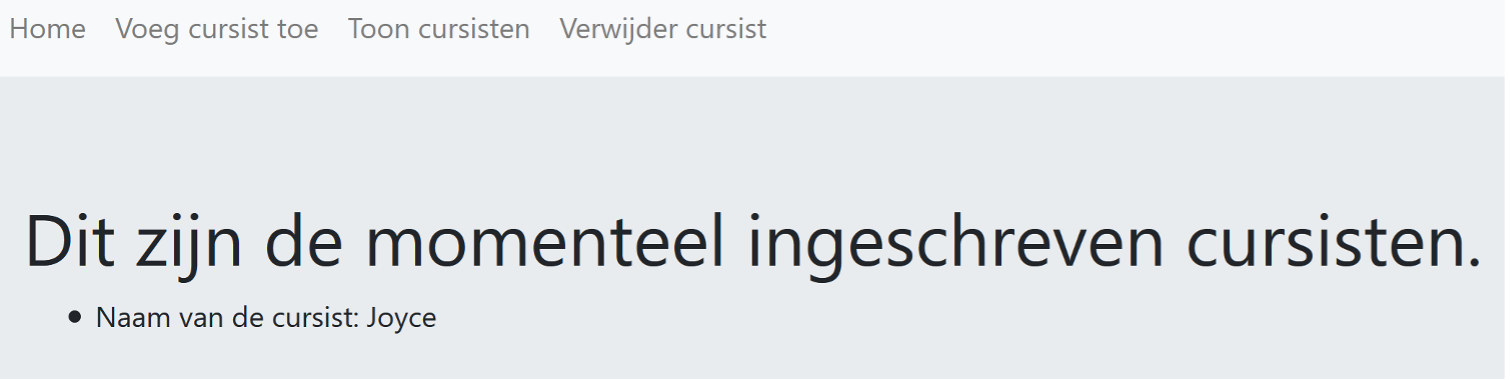 Home Voeg cursist toe Toon cursisten Verwijder cursist
Dit zijn de momenteel ingeschreven cursisten.
• Naam van de cursist: Joyce